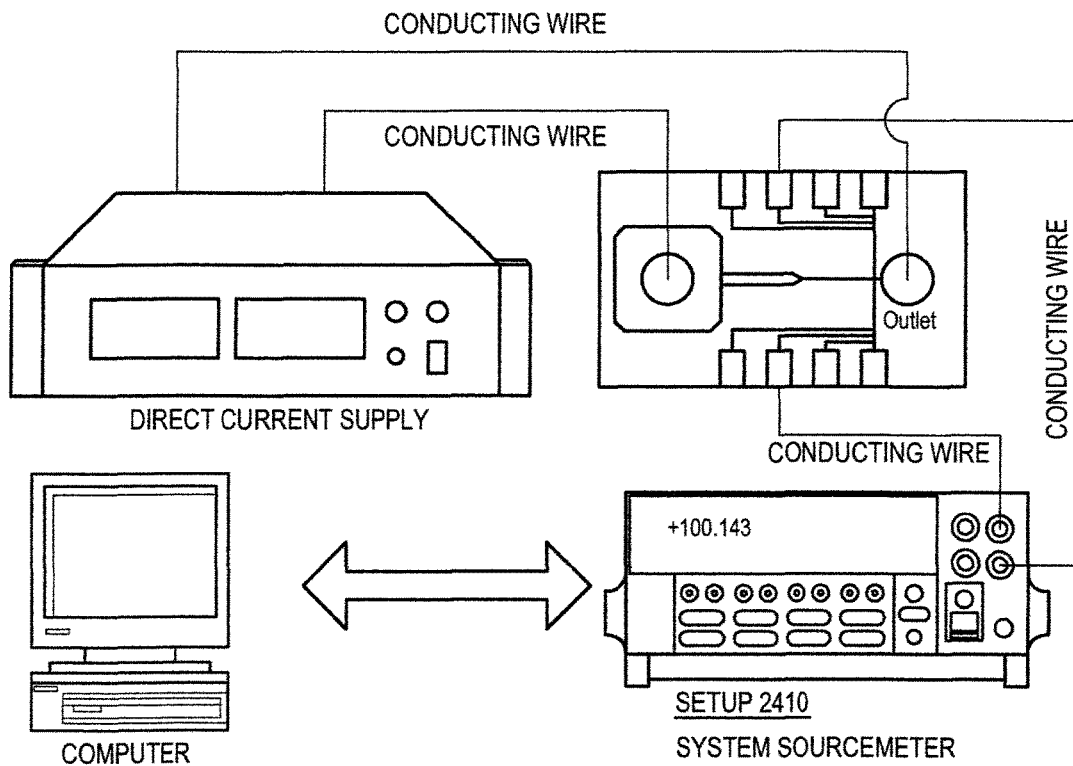 CONDUCTING WIRE
CONDUCTING WIRE
CONDUCTING WIRE
Outlet
DIRECT CURRENT SUPPLY
CONDUCTING WIRE
+100.143
SETUP 2410
SYSTEM SOURCEMETER
COMPUTER